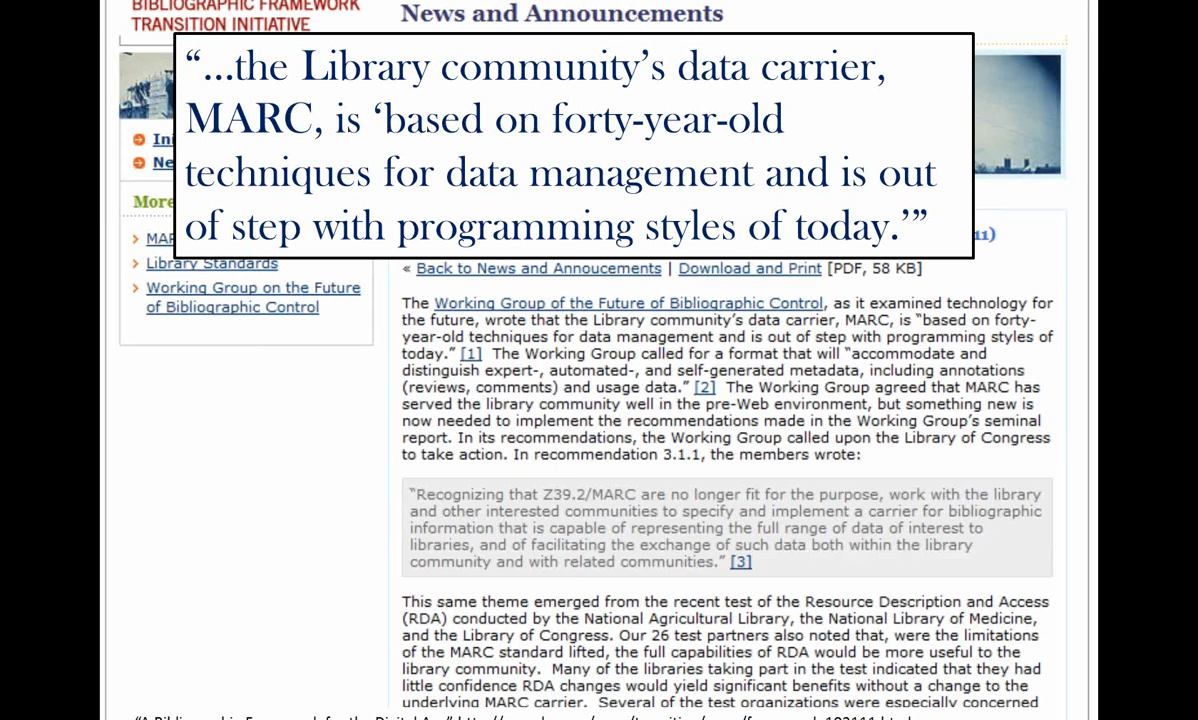 BIBLIOGRAPHIC FRAMEWORK
TRANSITION INITIATIVE
News and Announcements
“…the Library community’s data carrier,
MARC, is ‘based on forty-year-old
techniques for data management and is out
of step with programming styles of today.’”
More
11)
Library Standards
Working Group on the Future
of Bibliographic Control
« Back to News and Annoucements | Download and Print [PDF, 58 KB]
The Working Group of the Future of Bibliographic Control, as it examined technology for
the future, wrote that the Library community’s data carrier, MARC, is “based on forty-
year-old techniques for data management and is out of step with programming styles of
today.” [1] The Working Group called for a format that will “accommodate and
distinguish expert-, automated-, and self-generated metadata, including annotations
(reviews, comments) and usage data.” [2] The Working Group agreed that MARC has
served the library community well in the pre-Web environment, but something new is
now needed to implement the recommendations made in the Working Group’s seminal
report. In its recommendations, the Working Group called upon the Library of Congress
to take action. In recommendation 3.1.1, the members wrote:
“Recognizing that Z39.2/MARC are no longer fit for the purpose, work with the library
and other interested communities to specify and implement a carrier for bibliographic
information that is capable of representing the full range of data of interest to
libraries, and of facilitating the exchange of such data both within the library
community and with related communities.” [3]
This same theme emerged from the recent test of the Resource Description and Access
(RDA) conducted by the National Agricultural Library, the National Library of Medicine,
and the Library of Congress. Our 26 test partners also noted that, were the limitations
of the MARC standard lifted, the full capabilities of RDA would be more useful to the
library community. Many of the libraries taking part in the test indicated that they had
little confidence RDA changes would yield significant benefits without a change to the
underlying MARC carrier. Several of the test organizations were especially concerned